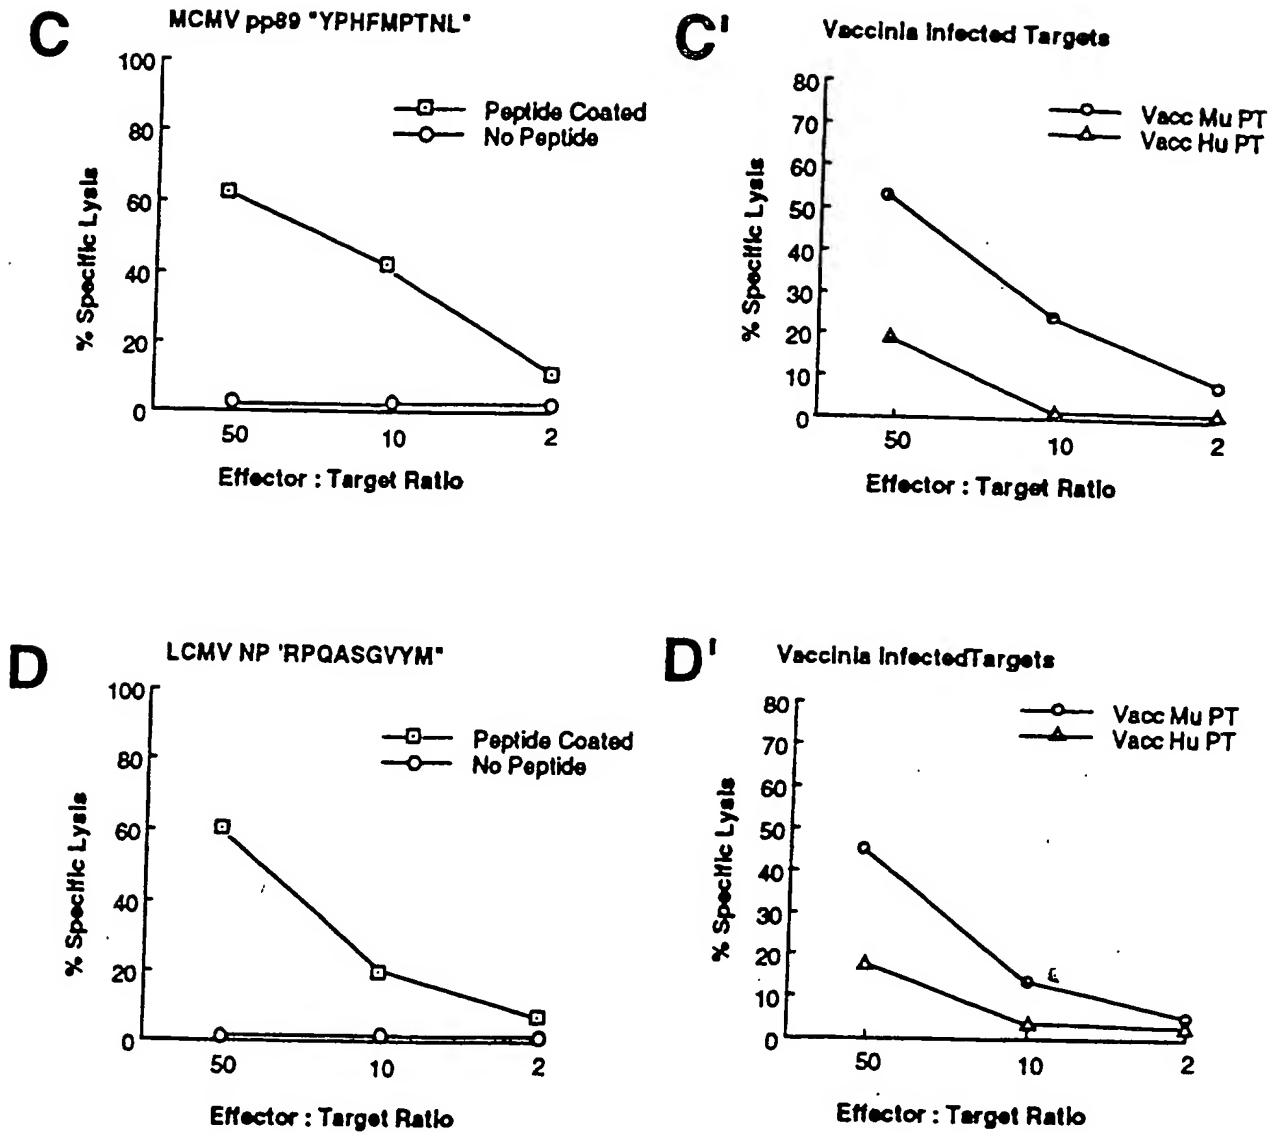 C
MCMV pp89 "YPHFMPTNL"
100
80
60
40
20
0
% Specific Lysis
Peptide Coated
No Peptide
50 10 2
Effector : Target Ratio
C'
Vaccinia Infected Targets
80
70
60
50
40
30
20
10
0
% Specific Lysis
Vacc Mu PT
Vacc Hu PT
50 10 2
Effector : Target Ratio
D
LCMV NP 'RPQASGVYM"
100
80
60
40
20
0
% Specific Lysis
Peptide Coated
No Peptide
50 10 2
Effector : Target Ratio
D'
Vaccinia InfectedTargets
80
70
60
50
40
30
20
10
0
% Specific Lysis
Vacc Mu PT
Vacc Hu PT
50 10 2
Effector : Target Ratio